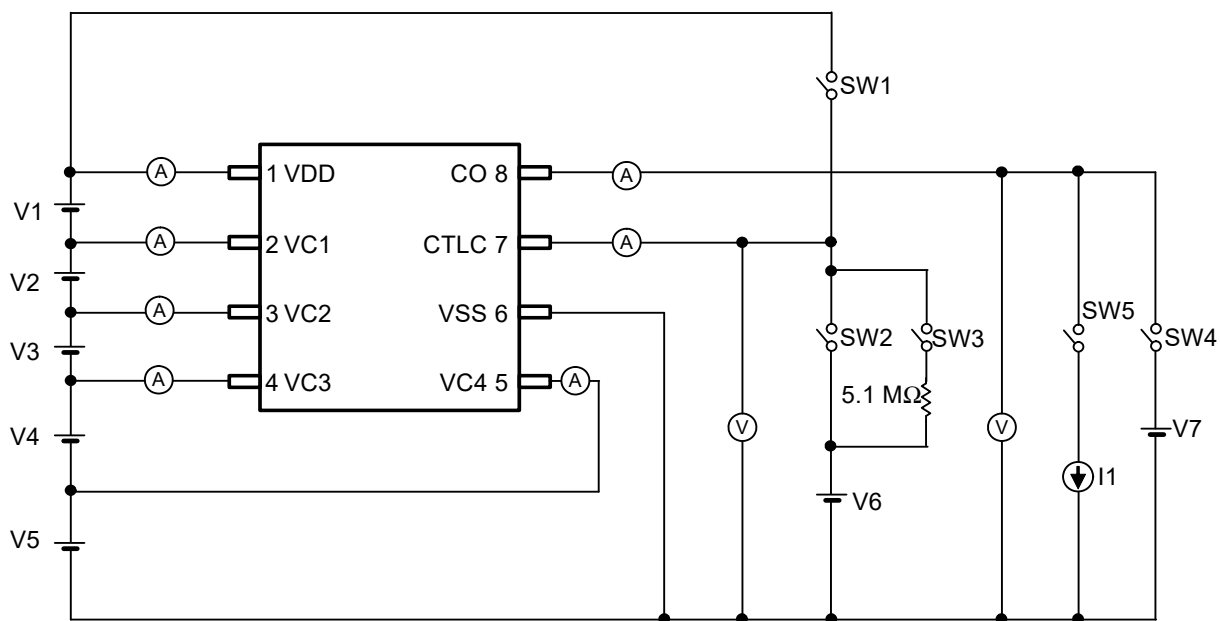 SW1
1 VDD
CO 8
A
A
V1
2 VC1
CTLC 7
A
A
V2
3 VC2
VSS 6
A
SW2
SW3
SW5
SW4
V3
4 VC3
VC4 5
A
A
5.1 MΩ
V4
V
V
V7
I1
V6
V5